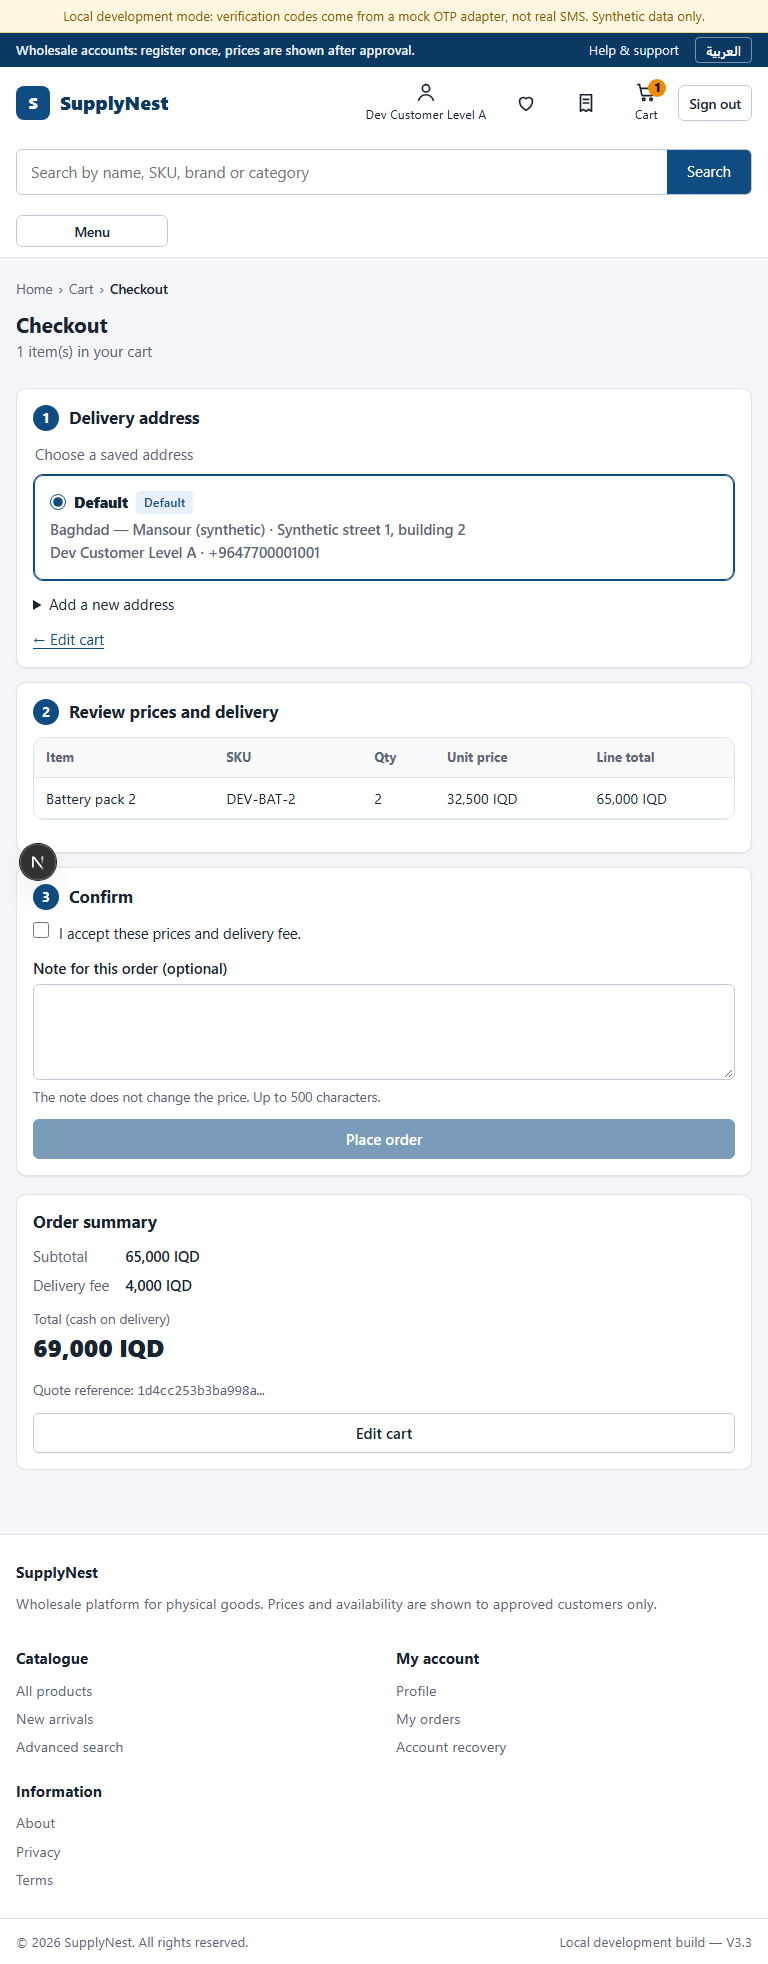 Local development mode: verification codes come from a mock OTP adapter, not real SMS. Synthetic data only.
Wholesale accounts: register once, prices are shown after approval.
Help & support
العربية
S
SupplyNest
Dev Customer Level A
1
Cart
Sign out
Search by name, SKU, brand or category
Search
Menu
Home › Cart › Checkout
Checkout
1 item(s) in your cart
1 Delivery address
Choose a saved address
Default Default
Baghdad — Mansour (synthetic) · Synthetic street 1, building 2
Dev Customer Level A · +9647700001001
Add a new address
← Edit cart
2 Review prices and delivery
Item SKU Qty Unit price Line total
Battery pack 2 DEV-BAT-2 2 32,500 IQD 65,000 IQD
N
3 Confirm
I accept these prices and delivery fee.
Note for this order (optional)
The note does not change the price. Up to 500 characters.
Place order
Order summary
Subtotal 65,000 IQD
Delivery fee 4,000 IQD
Total (cash on delivery)
69,000 IQD
Quote reference: 1d4cc253b3ba998a…
Edit cart
SupplyNest
Wholesale platform for physical goods. Prices and availability are shown to approved customers only.
Catalogue
All products
New arrivals
Advanced search
My account
Profile
My orders
Account recovery
Information
About
Privacy
Terms
© 2026 SupplyNest. All rights reserved.
Local development build — V3.3